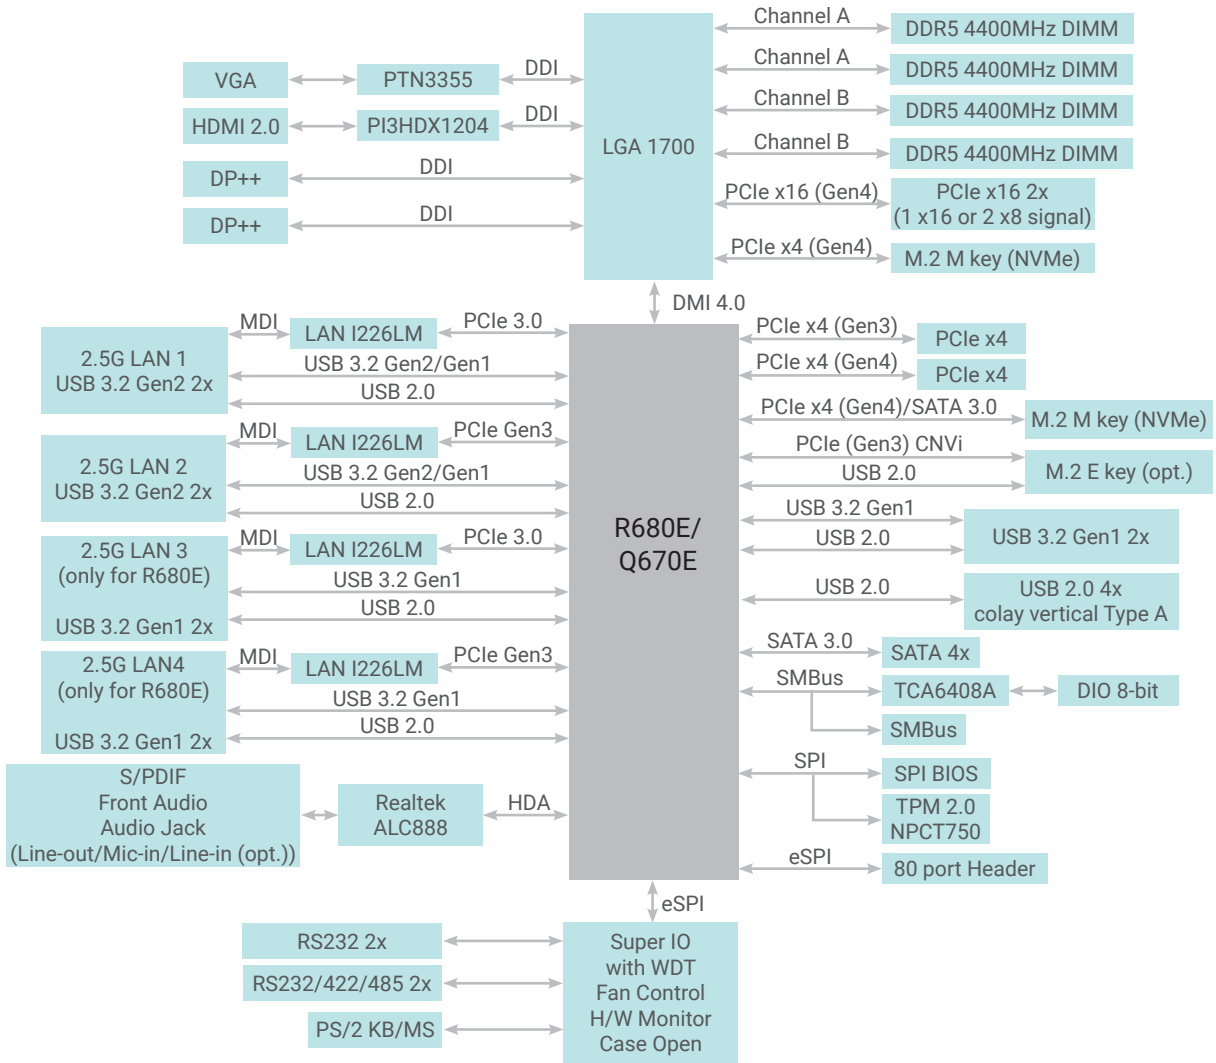 Channel A
DDR5 4400MHz DIMM
Channel A
DDR5 4400MHz DIMM
VGA
PTN3355
DDI
Channel B
DDR5 4400MHz DIMM
HDMI 2.0
PI3HDX1204
DDI
LGA 1700
Channel B
DDR5 4400MHz DIMM
DP++
DDI
PCIe x16 (Gen4)
PCIe x16 2x
(1 x16 or 2 x8 signal)
DP++
DDI
PCIe x4 (Gen4)
M.2 M key (NVMe)
DMI 4.0
2.5G LAN 1
USB 3.2 Gen2 2x
MDI
LAN I226LM
PCIe 3.0
USB 3.2 Gen2/Gen1
USB 2.0
2.5G LAN 2
USB 3.2 Gen2 2x
MDI
LAN I226LM
PCIe Gen3
USB 3.2 Gen2/Gen1
USB 2.0
2.5G LAN 3
(only for R680E)
USB 3.2 Gen1 2x
MDI
LAN I226LM
PCIe 3.0
USB 3.2 Gen1
USB 2.0
2.5G LAN4
(only for R680E)
USB 3.2 Gen1 2x
MDI
LAN I226LM
PCIe Gen3
USB 3.2 Gen1
USB 2.0
S/PDIF
Front Audio
Audio Jack
(Line-out/Mic-in/Line-in (opt.))
Realtek
ALC888
HDA
R680E/
Q670E
PCIe x4 (Gen3)
PCIe x4
PCIe x4 (Gen4)
PCIe x4
PCIe x4 (Gen4)/SATA 3.0
M.2 M key (NVMe)
PCIe (Gen3) CNVi
USB 2.0
M.2 E key (opt.)
USB 3.2 Gen1
USB 2.0
USB 3.2 Gen1 2x
USB 2.0
USB 2.0 4x
colay vertical Type A
SATA 3.0
SATA 4x
SMBus
TCA6408A
DIO 8-bit
SMBus
SPI
SPI BIOS
TPM 2.0
NPCT750
eSPI
80 port Header
eSPI
RS232 2x
RS232/422/485 2x
PS/2 KB/MS
Super IO
with WDT
Fan Control
H/W Monitor
Case Open